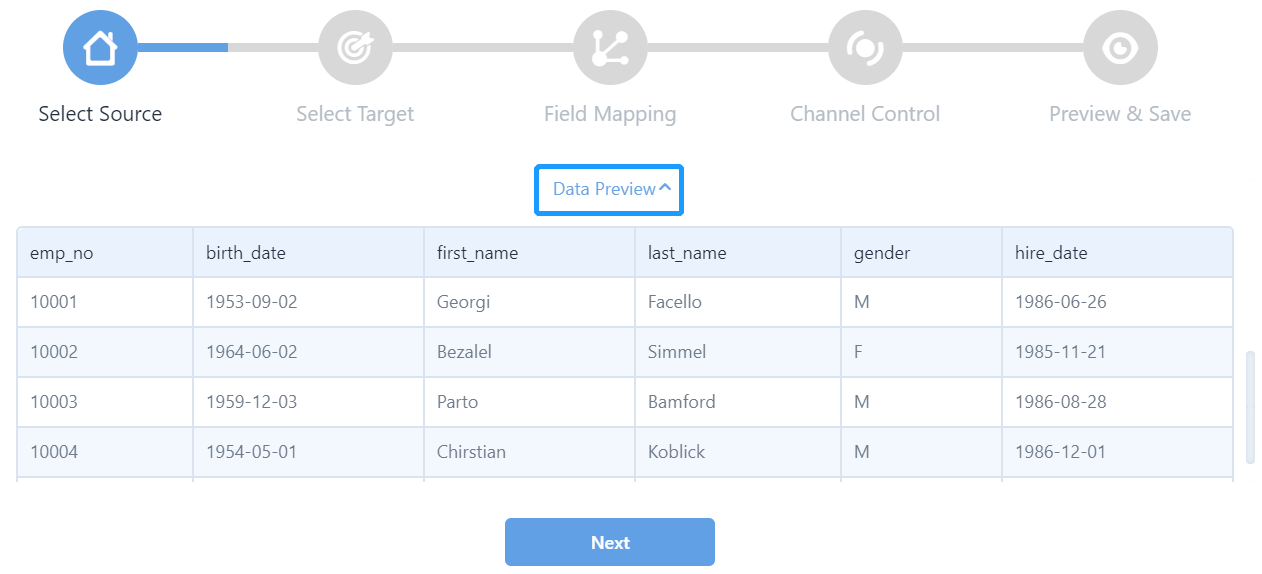 Select Source Select Target Field Mapping Channel Control Preview & Save
Data Preview
emp_no birth_date first_name last_name gender hire_date
10001 1953-09-02 Georgi Facello M 1986-06-26
10002 1964-06-02 Bezalel Simmel F 1985-11-21
10003 1959-12-03 Parto Bamford M 1986-08-28
10004 1954-05-01 Chirstian Koblick M 1986-12-01
Next